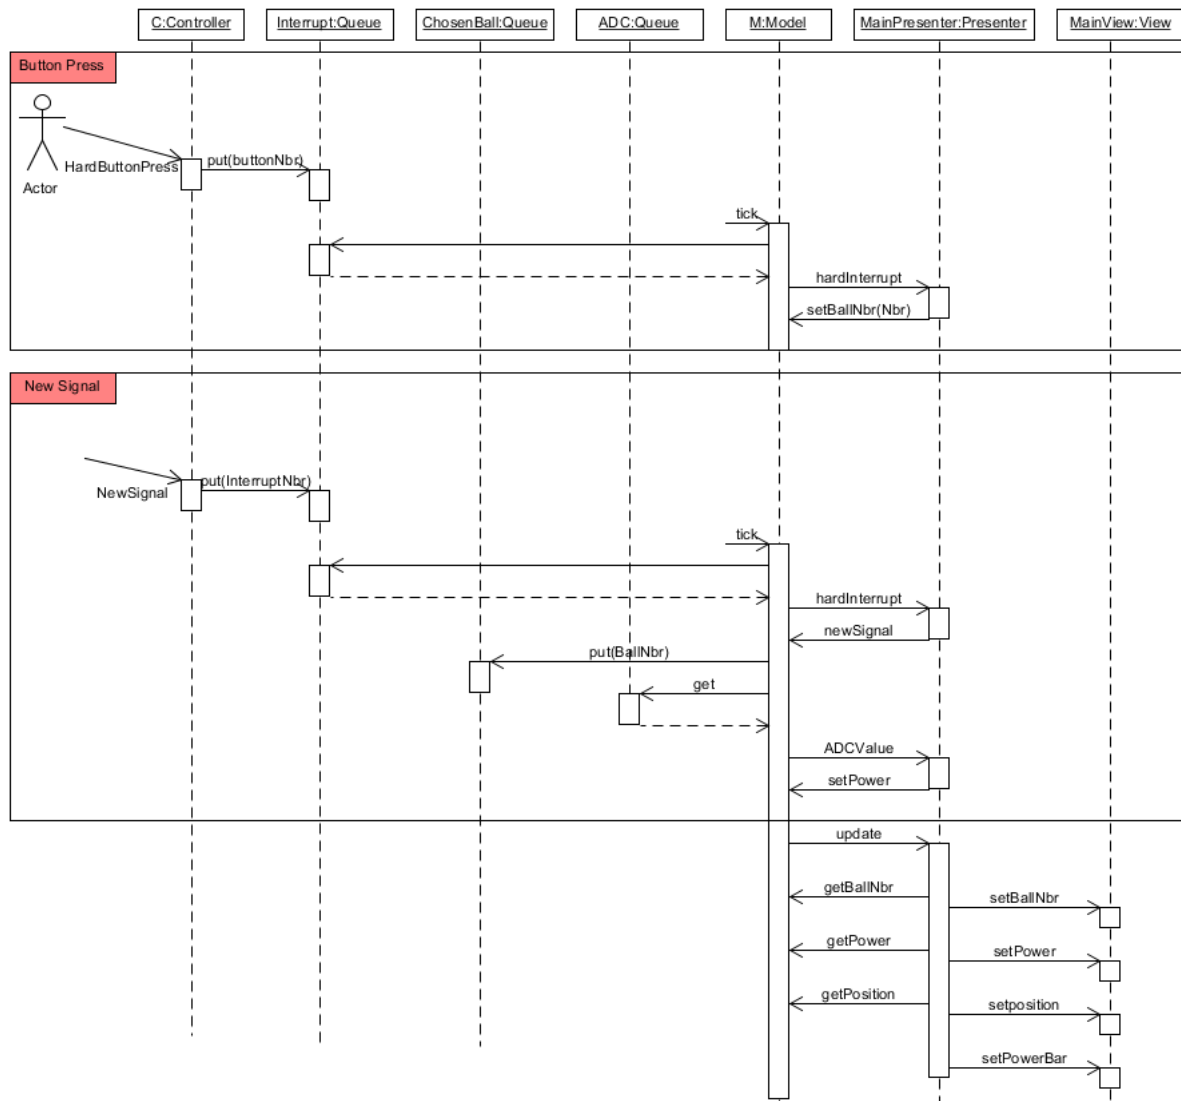 C:Controller
Interrupt:Queue
ChosenBall:Queue
ADC:Queue
M:Model
MainPresenter:Presenter
MainView:View
Button Press
HardButtonPress
put(buttonNbr)
Actor
tick
hardInterrupt
setBallNbr(Nbr)
New Signal
NewSignal
put(InterruptNbr)
tick
hardInterrupt
newSignal
put(BallNbr)
get
ADCValue
setPower
update
getBallNbr
setBallNbr
getPower
setPower
getPosition
setposition
setPowerBar